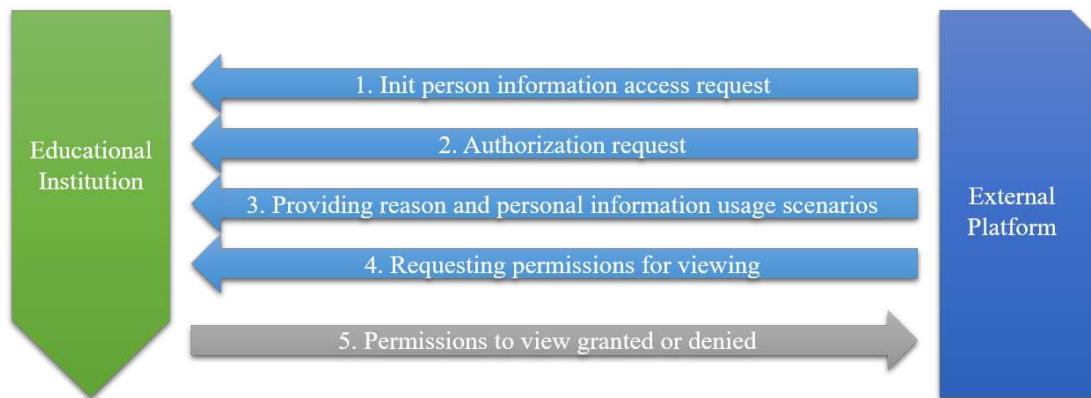 Educational
Institution
1. Init person information access request
2. Authorization request
3. Providing reason and personal information usage scenarios
4. Requesting permissions for viewing
5. Permissions to view granted or denied
External
Platform